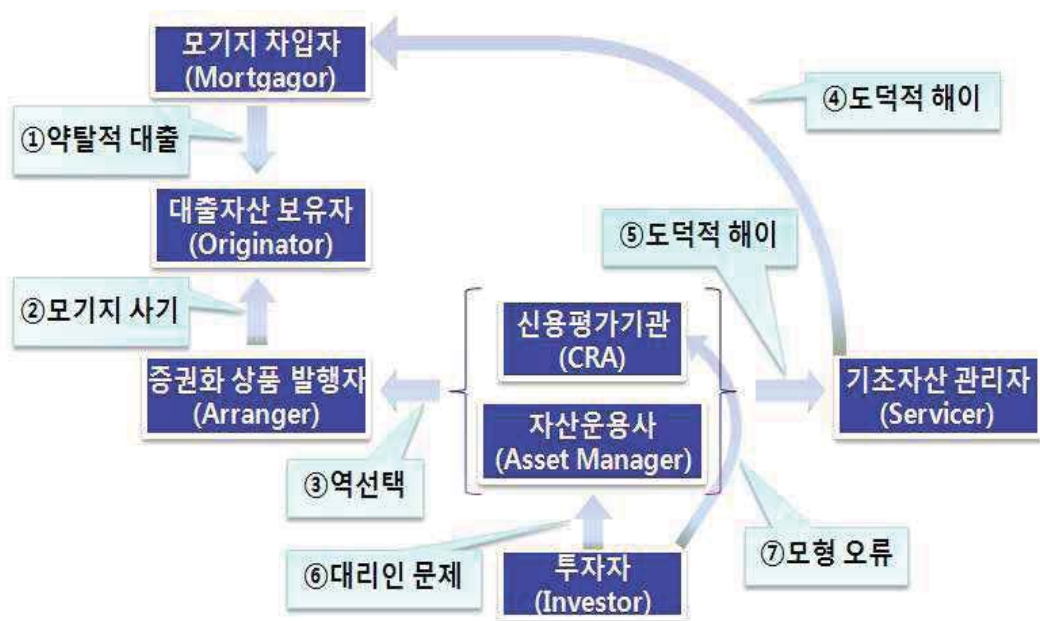 모기지 차입자
(Mortgagor)
④도덕적 해이
①약탈적 대출
대출자산 보유자
(Originator)
⑤도덕적 해이
②모기지 사기
신용평가기관
(CRA)
증권화 상품 발행자
(Arranger)
기초자산 관리자
(Servicer)
자산운용사
(Asset Manager)
③역선택
⑥대리인 문제
투자자
(Investor)
⑦모형 오류